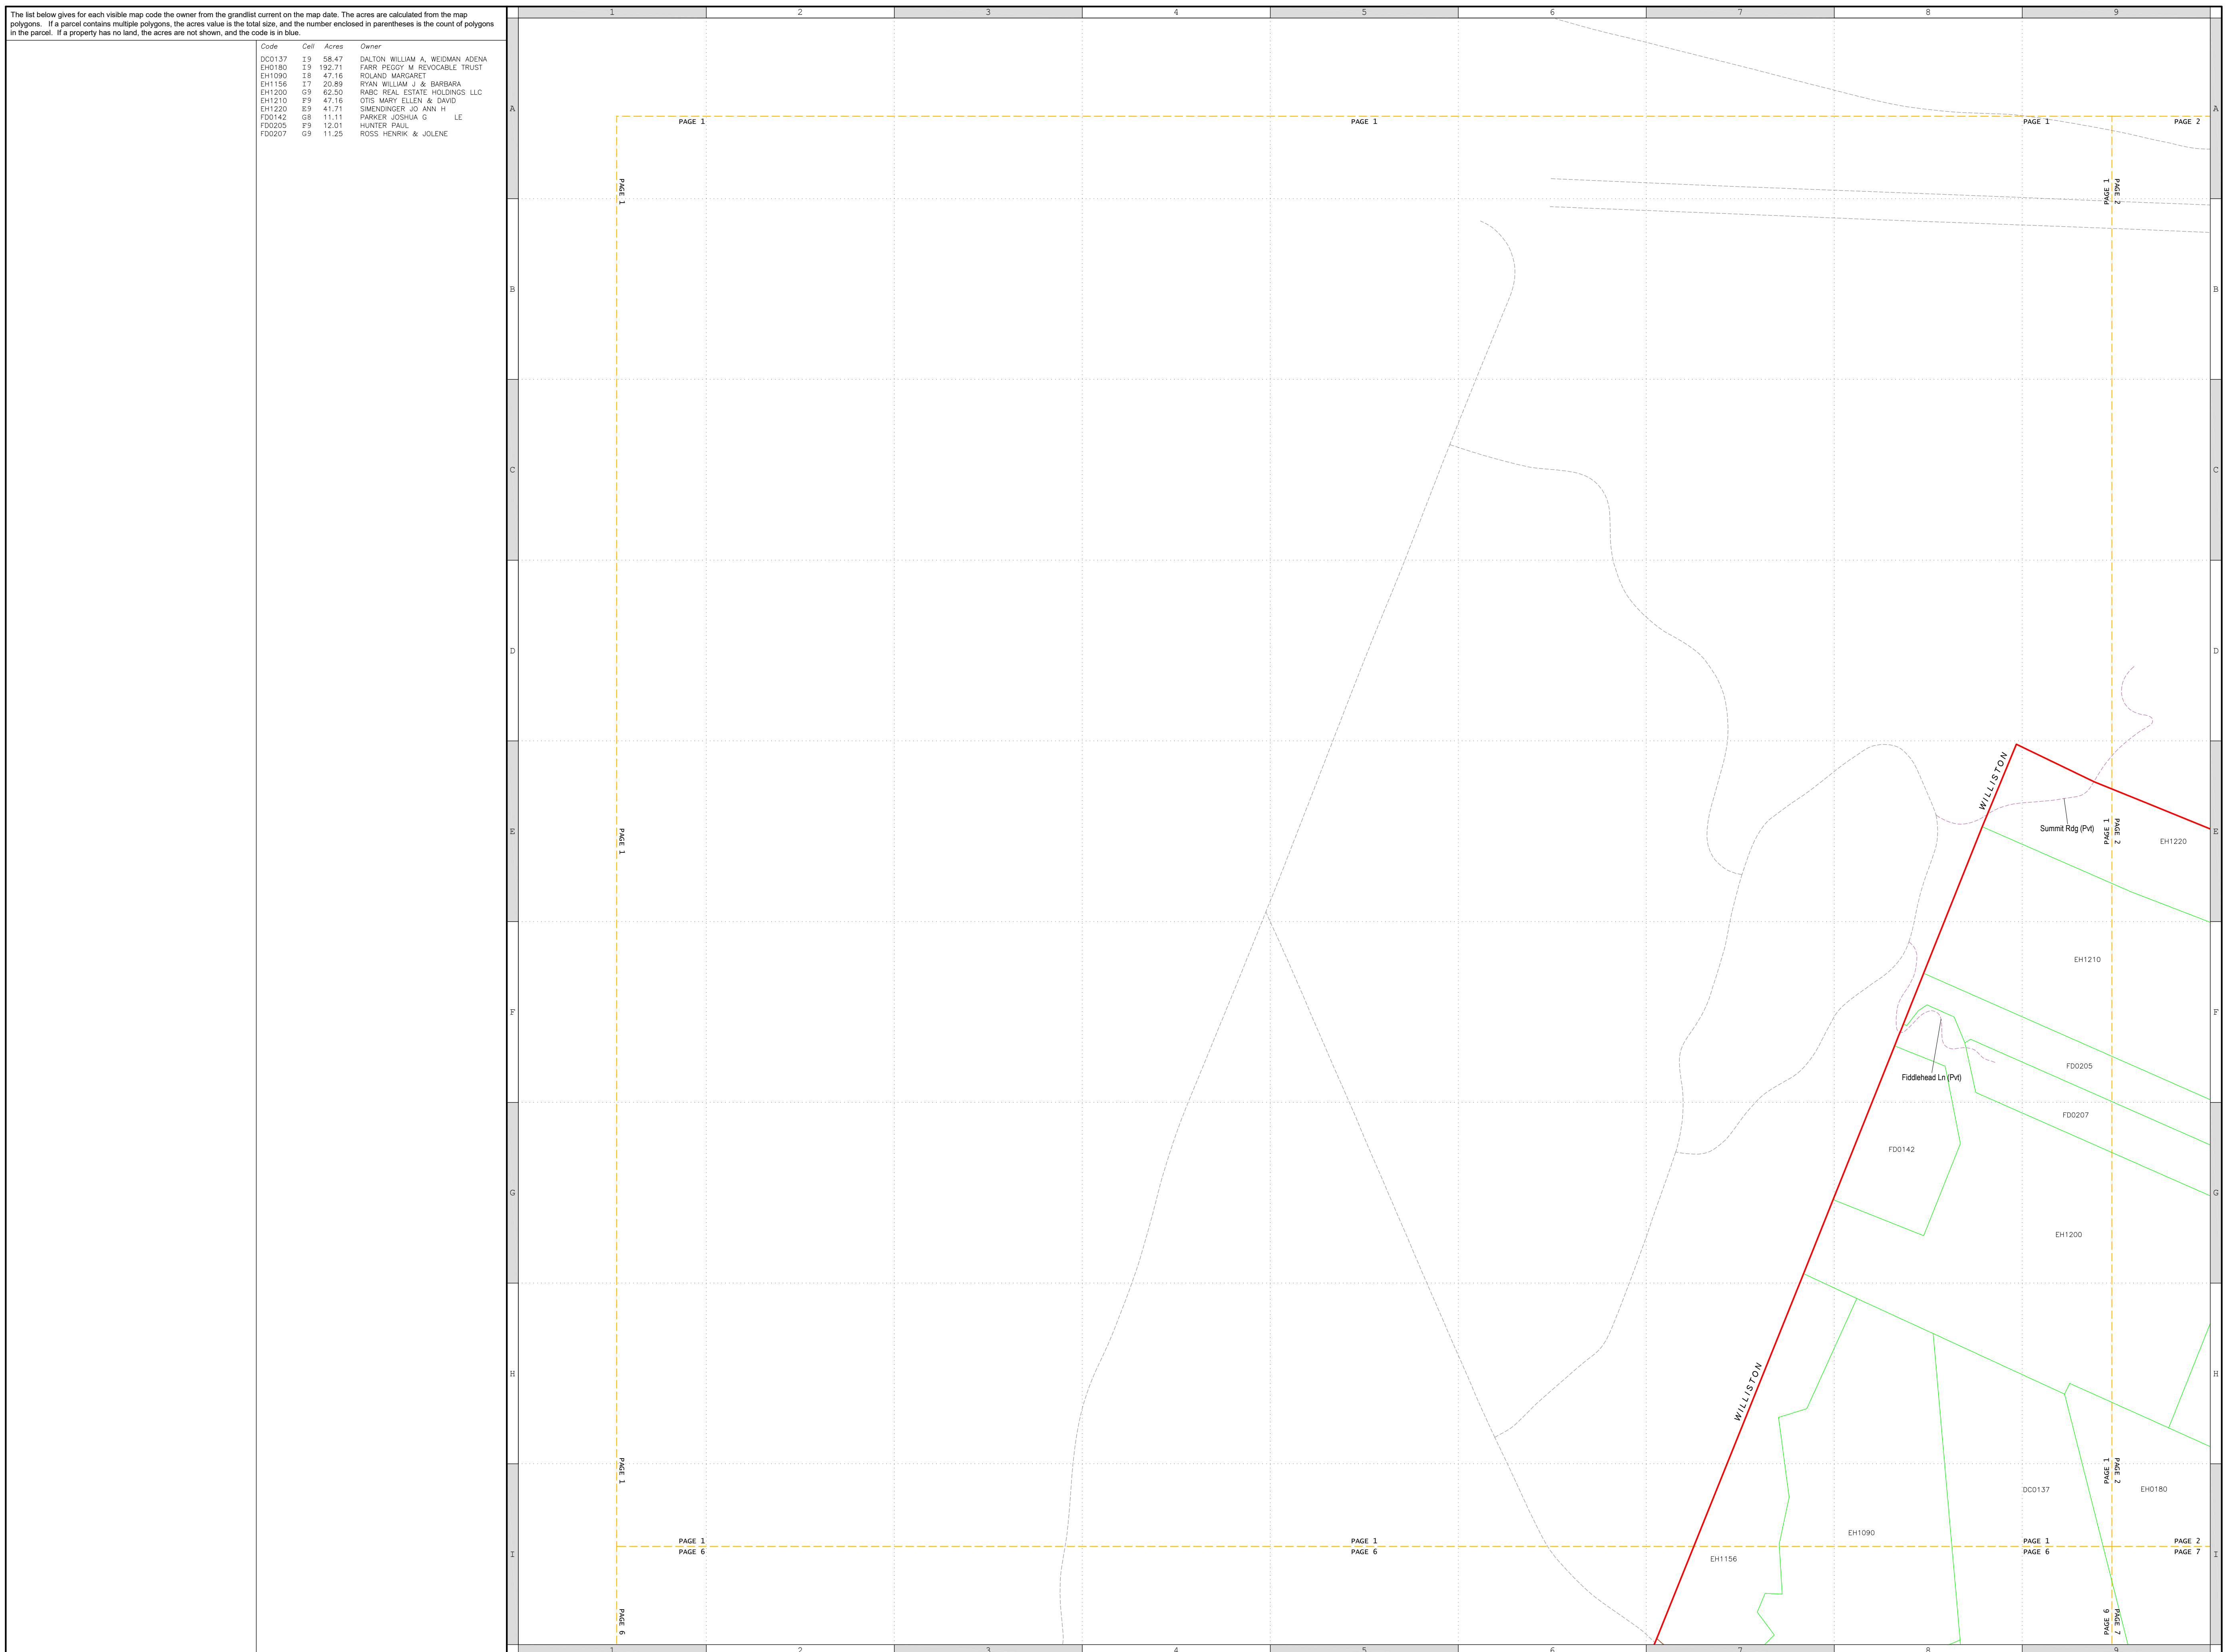 The list below gives for each visible map code the owner from the grandlist current on the map date. The acres are calculated from the map
polygons. If a parcel contains multiple polygons, the acres value is the total size, and the number enclosed in parentheses is the count of polygons
in the parcel. If a property has no land, the acres are not shown, and the code is in blue.
Code Cell Acres Owner
DC0137 I9 58.47 DALTON WILLIAM A, WEIDMAN ADENA
EH0180 I9 192.71 FARR PEGGY M REVOCABLE TRUST
EH1090 I8 47.16 ROLAND MARGARET
EH1156 I7 20.89 RYAN WILLIAM J & BARBARA
EH1200 G9 62.50 RABC REAL ESTATE HOLDINGS LLC
EH1210 F9 47.16 OTIS MARY ELLEN & DAVID
EH1220 E9 41.71 SIMENDINGER JO ANN H
FD0142 G8 11.11 PARKER JOSHUA G LE
FD0205 F9 12.01 HUNTER PAUL
FD0207 G9 11.25 ROSS HENRIK & JOLENE
1 2 3 4 5 6 7 8 9
A A
PAGE 1 PAGE 1 PAGE 1 PAGE 2
PAGE 1 PAGE 1 PAGE 2
B B
C C
D D
WILLISTON
Summit Rdg (Pvt)
E PAGE 1 PAGE 1 PAGE 2 E
EH1220
EH1210
F F
FD0205
Fiddlehead Ln (Pvt)
FD0207
FD0142
G G
EH1200
H H
WILLISTON
PAGE 1 PAGE 1 PAGE 2
DC0137 EH0180
EH1090
PAGE 1 PAGE 1 PAGE 1 PAGE 2
I PAGE 6 PAGE 6 PAGE 6 PAGE 7 I
EH1156
PAGE 6 PAGE 6 PAGE 7
1 2 3 4 5 6 7 8 9